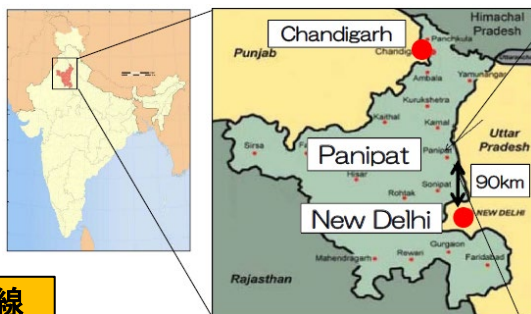 Himachal
Pradesh
Chandigarh
Panchkula
Punjab
Ambala
Yamunanagar
Kurukshetra
Kaithal
Karnal
Uttar
Pradesh
Sirsa
Panipat
Panipat
90km
Hisar
Rohtak
Sonipat
New Delhi
NEW DELHI
Gurgaon
Mahendragarh
Rewari
Faridabad
Rajasthan
線